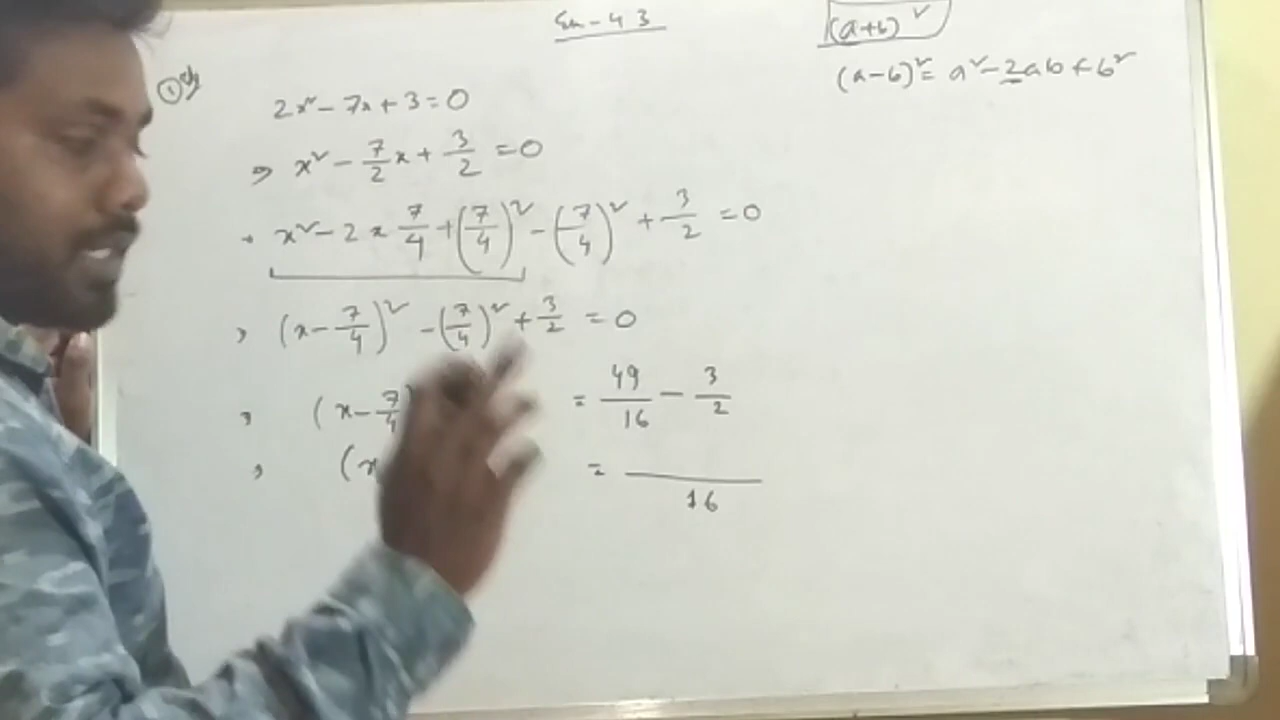 Ex-4.3
(a+b)²
(a-b)² = a²-2ab+b²
①
2x² - 7x + 3 = 0
⇒ x² - 7/2 x + 3/2 = 0
x² - 2 x 7/4 + (7/4)² - (7/4)² + 3/2 = 0
(x - 7/4)² - (7/4)² + 3/2 = 0
(x - 7/4 = 49/16 - 3/2
(x = /16